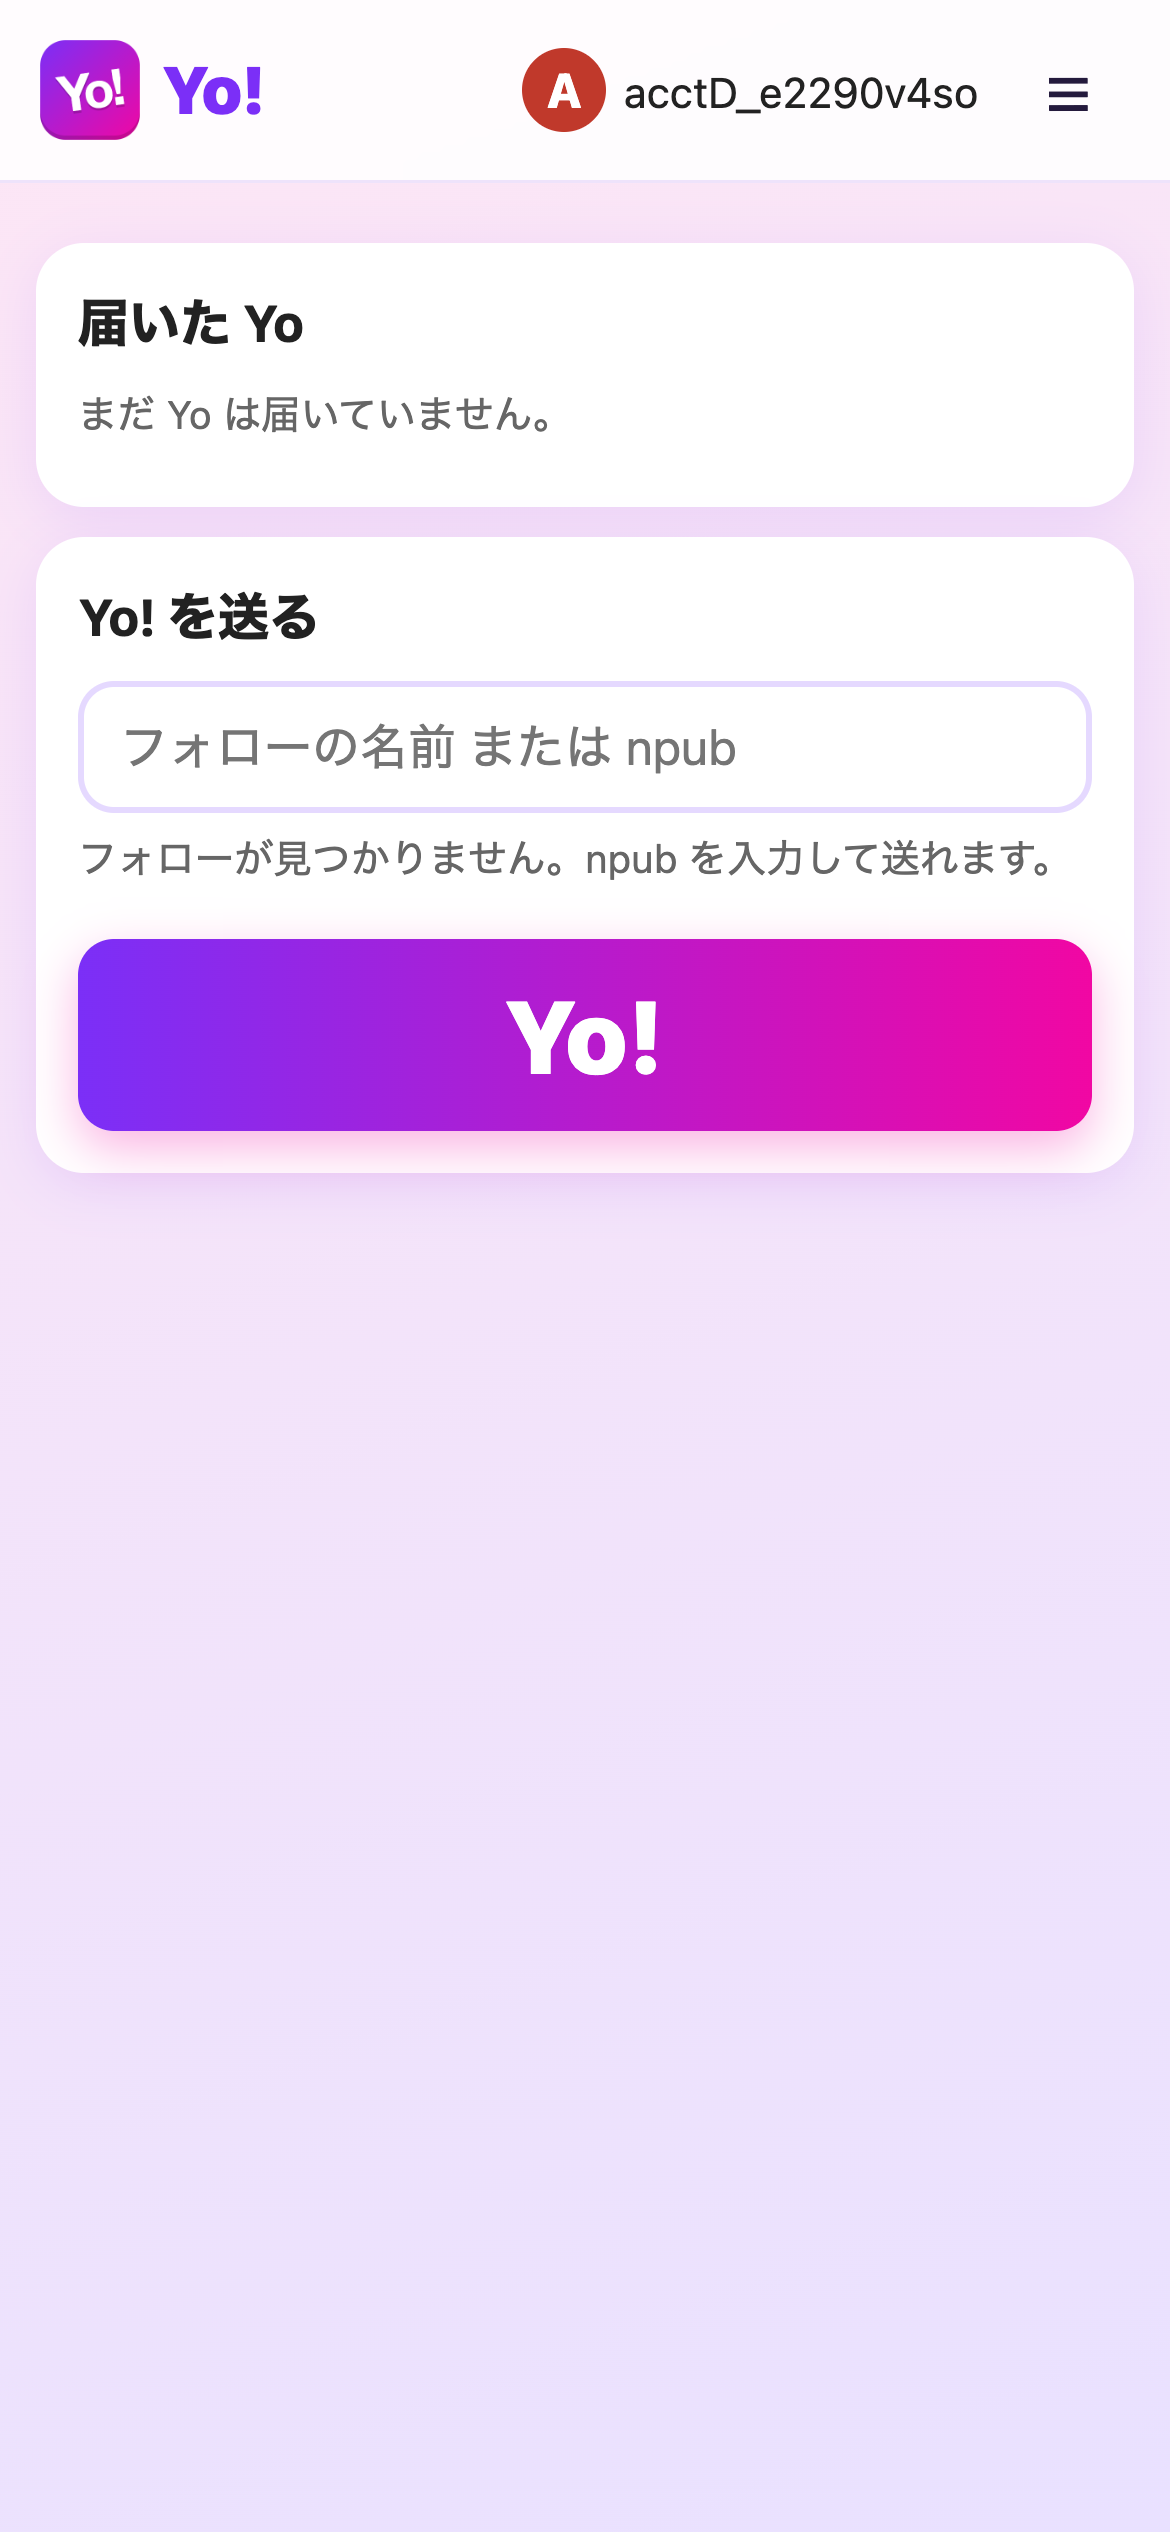 Yo! Yo! A acctD_e2290v4so
届いた Yo
まだ Yo は届いていません。
Yo! を送る
フォローの名前 または npub
フォローが見つかりません。npub を入力して送れます。
Yo!